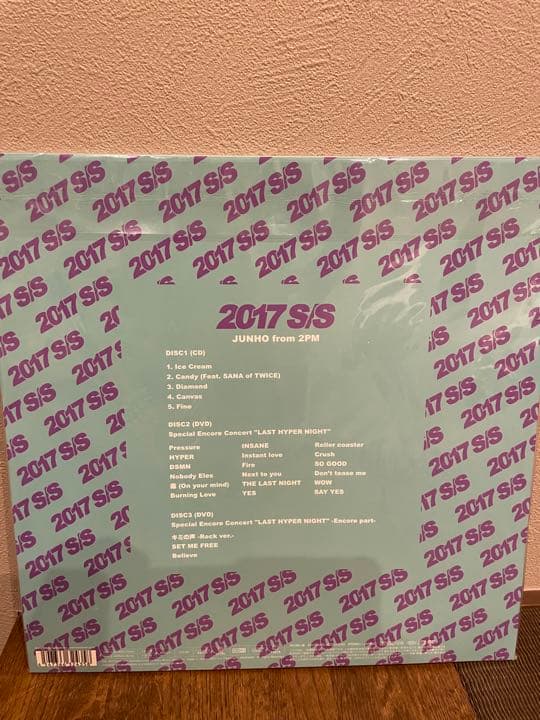 2017 S/S
JUNHO from 2PM
DISC1 (CD)
1. Ice Cream
2. Candy (Feat. SANA of TWICE)
3. Diamond
4. Canvas
5. Fine
DISC2 (DVD)
Special Encore Concert "LAST HYPER NIGHT"
Pressure INSANE Roller coaster
HYPER Instant love Crush
DSMN Fire SO GOOD
Nobody Eles Next to you Don't tease me
(On your mind) THE LAST NIGHT WOW
Burning Love YES SAY YES
DISC3 (DVD)
Special Encore Concert "LAST HYPER NIGHT" -Encore part-
キミの声 -Rock ver.-
SET ME FREE
Believe